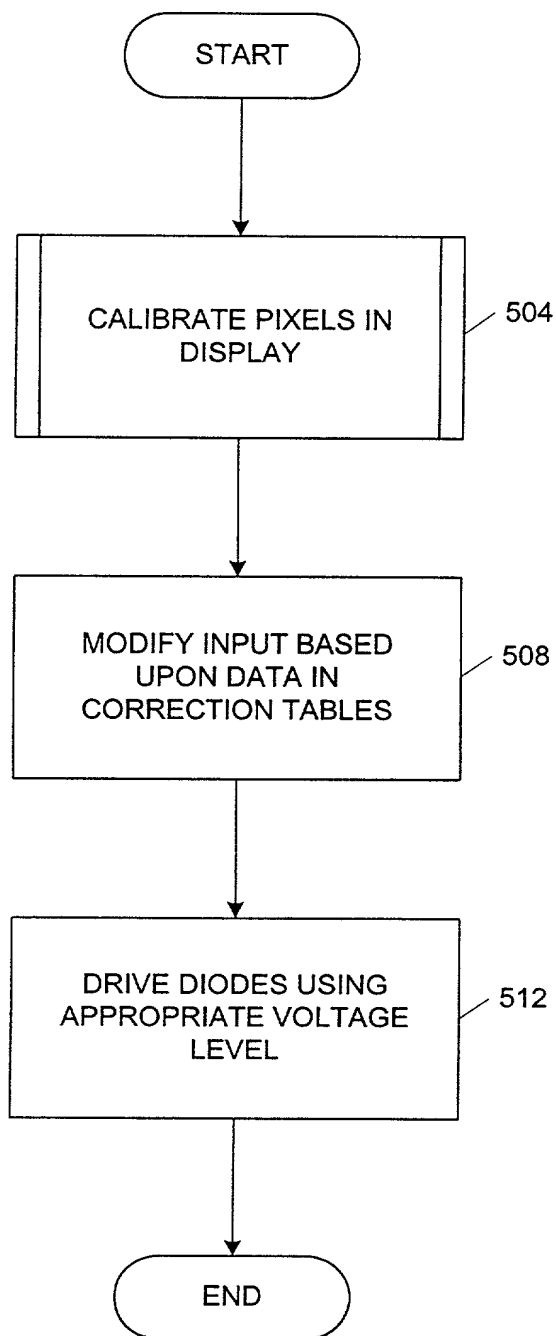 START
CALIBRATE PIXELS IN
DISPLAY
504
MODIFY INPUT BASED
UPON DATA IN
CORRECTION TABLES
508
DRIVE DIODES USING
APPROPRIATE VOLTAGE
LEVEL
512
END